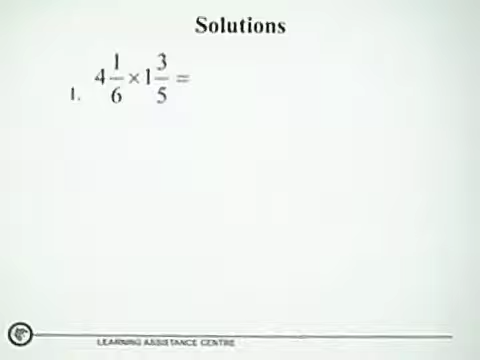 Solutions
1. 4 1/6 × 1 3/5 =
LEARNING ASSISTANCE CENTRE